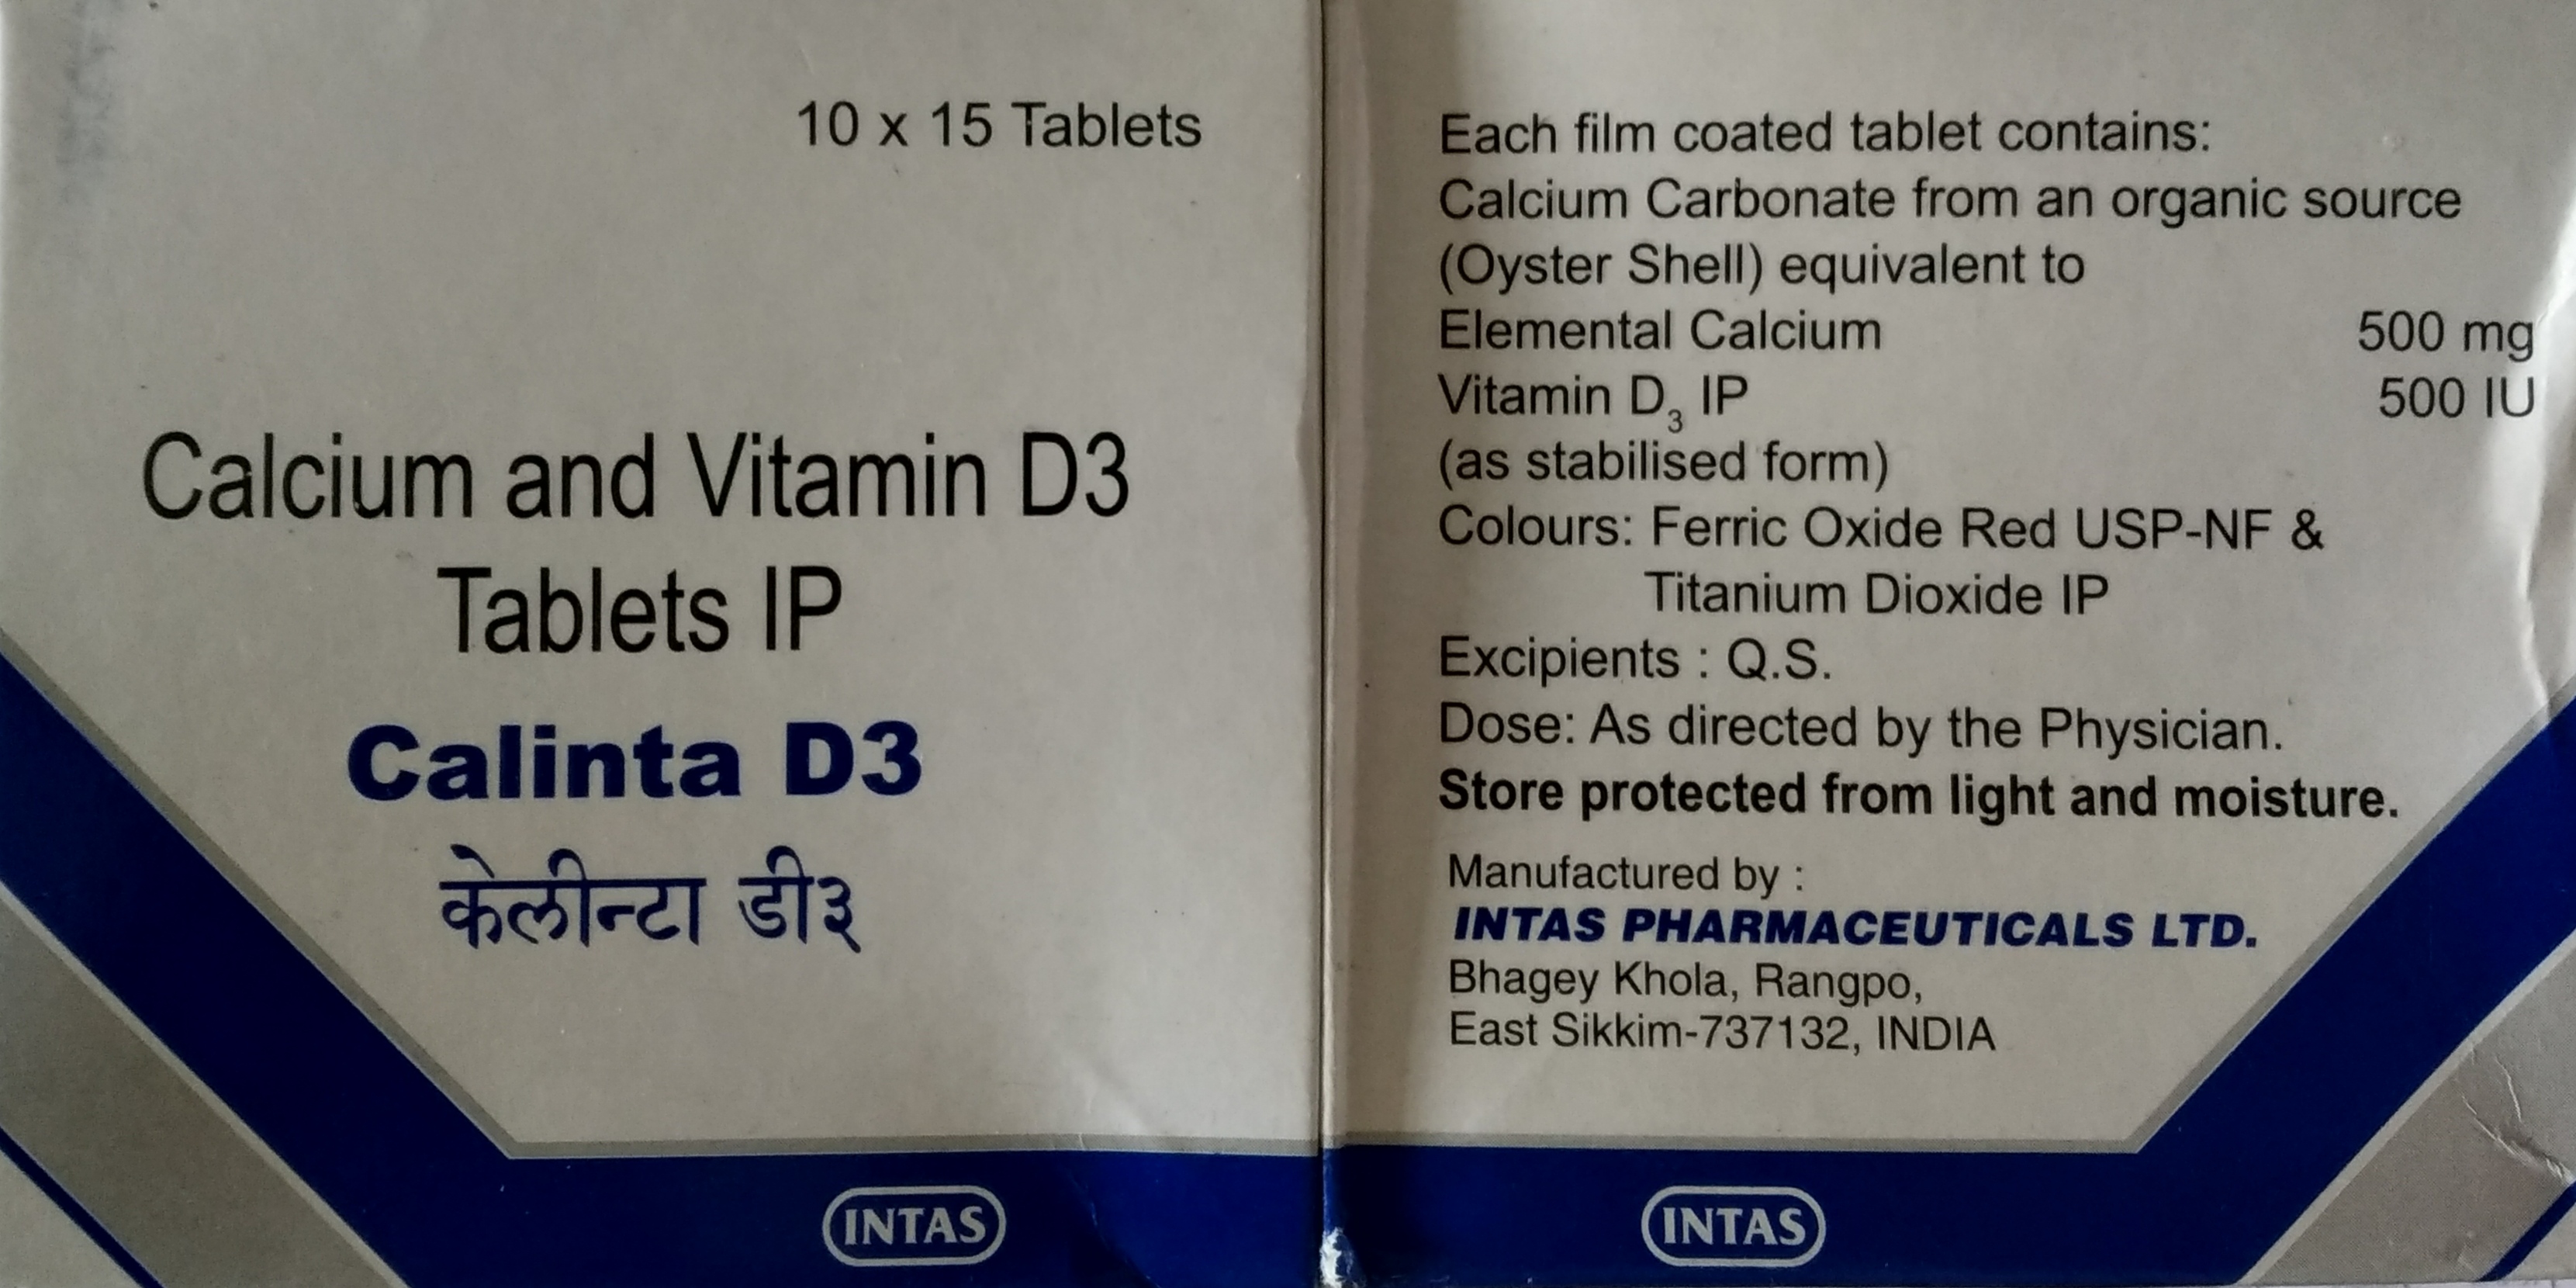 10 x 15 Tablets
Calcium and Vitamin D3
Tablets IP
Calinta D3
केलीन्टा डी३
INTAS
Each film coated tablet contains:
Calcium Carbonate from an organic source
(Oyster Shell) equivalent to
Elemental Calcium 500 mg
Vitamin D₃ IP 500 IU
(as stabilised form)
Colours: Ferric Oxide Red USP-NF &
Titanium Dioxide IP
Excipients : Q.S.
Dose: As directed by the Physician.
Store protected from light and moisture.
Manufactured by :
INTAS PHARMACEUTICALS LTD.
Bhagey Khola, Rangpo,
East Sikkim-737132, INDIA
INTAS